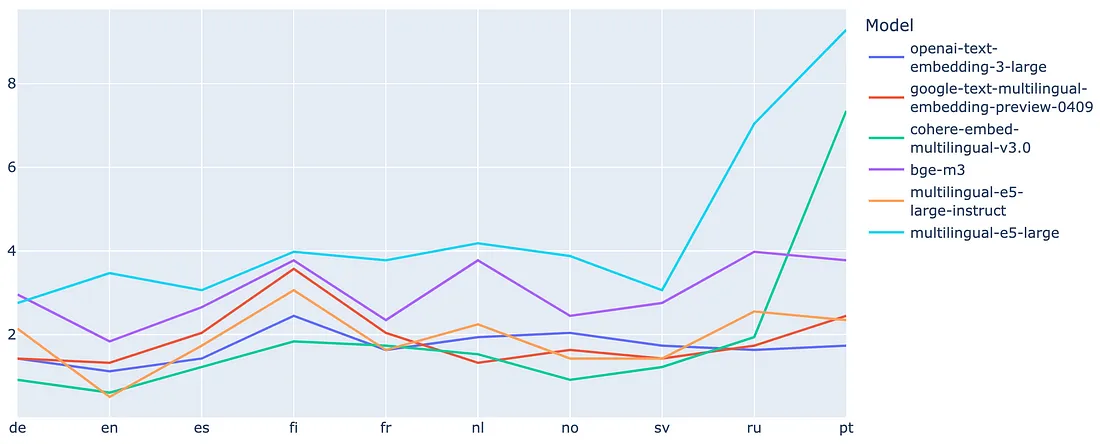 Model
openai-text-
embedding-3-large
google-text-multilingual-
embedding-preview-0409
cohere-embed-
multilingual-v3.0
bge-m3
multilingual-e5-
large-instruct
multilingual-e5-large
8
6
4
2
de en es fi fr nl no sv ru pt